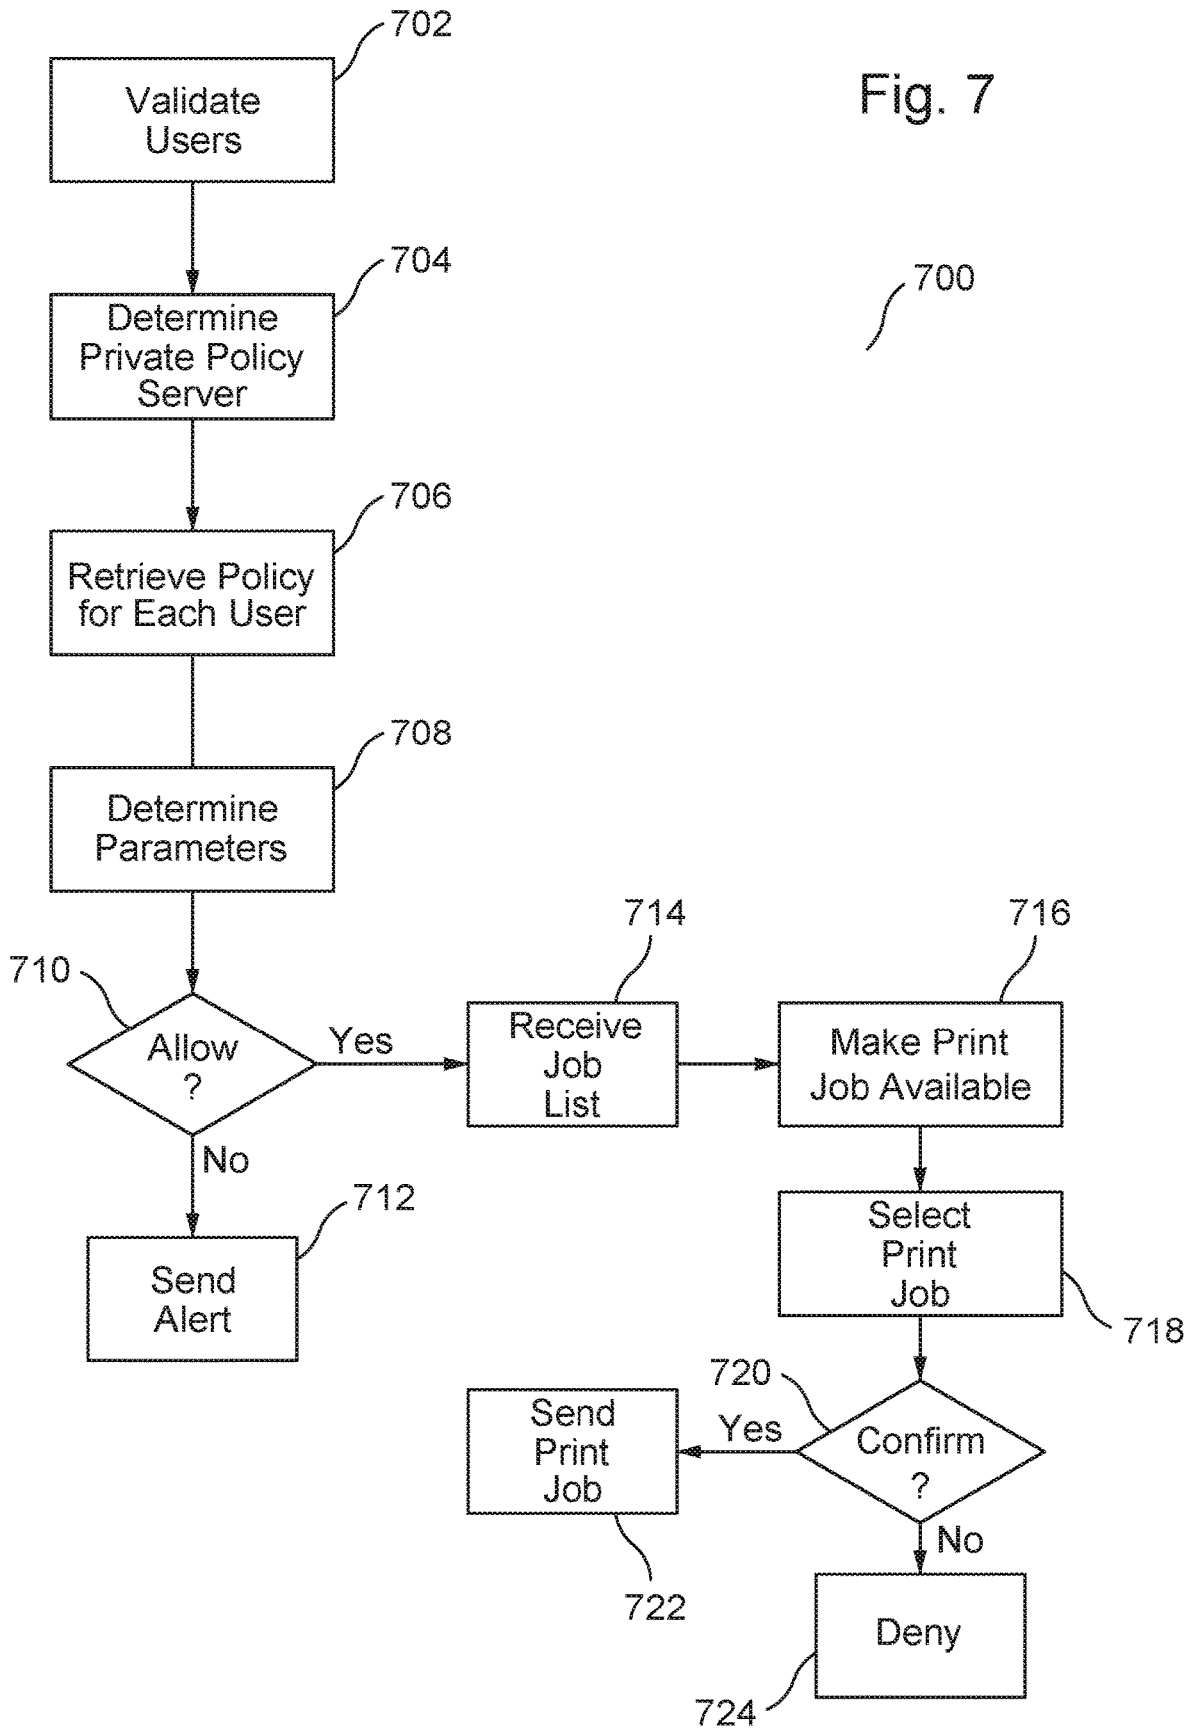 702
Validate
Users
Fig. 7
704
Determine
Private Policy
Server
700
706
Retrieve Policy
for Each User
708
Determine
Parameters
710
Allow
?
Yes
714
Receive
Job
List
716
Make Print
Job Available
No
712
Send
Alert
Select
Print
Job
718
720
Confirm
?
Yes
Send
Print
Job
722
No
Deny
724